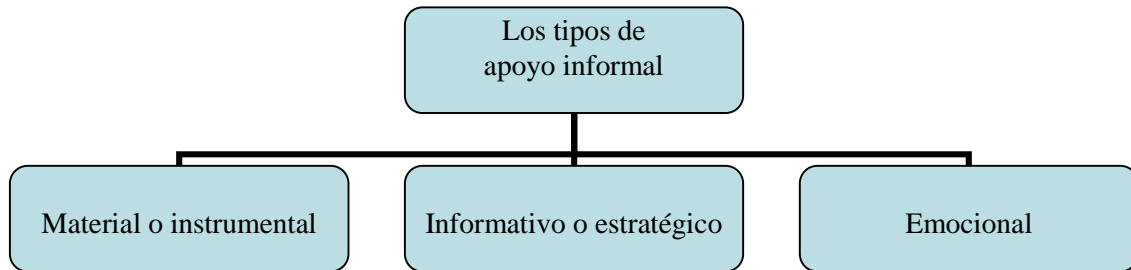 Los tipos de
apoyo informal
Material o instrumental
Informativo o estratégico
Emocional